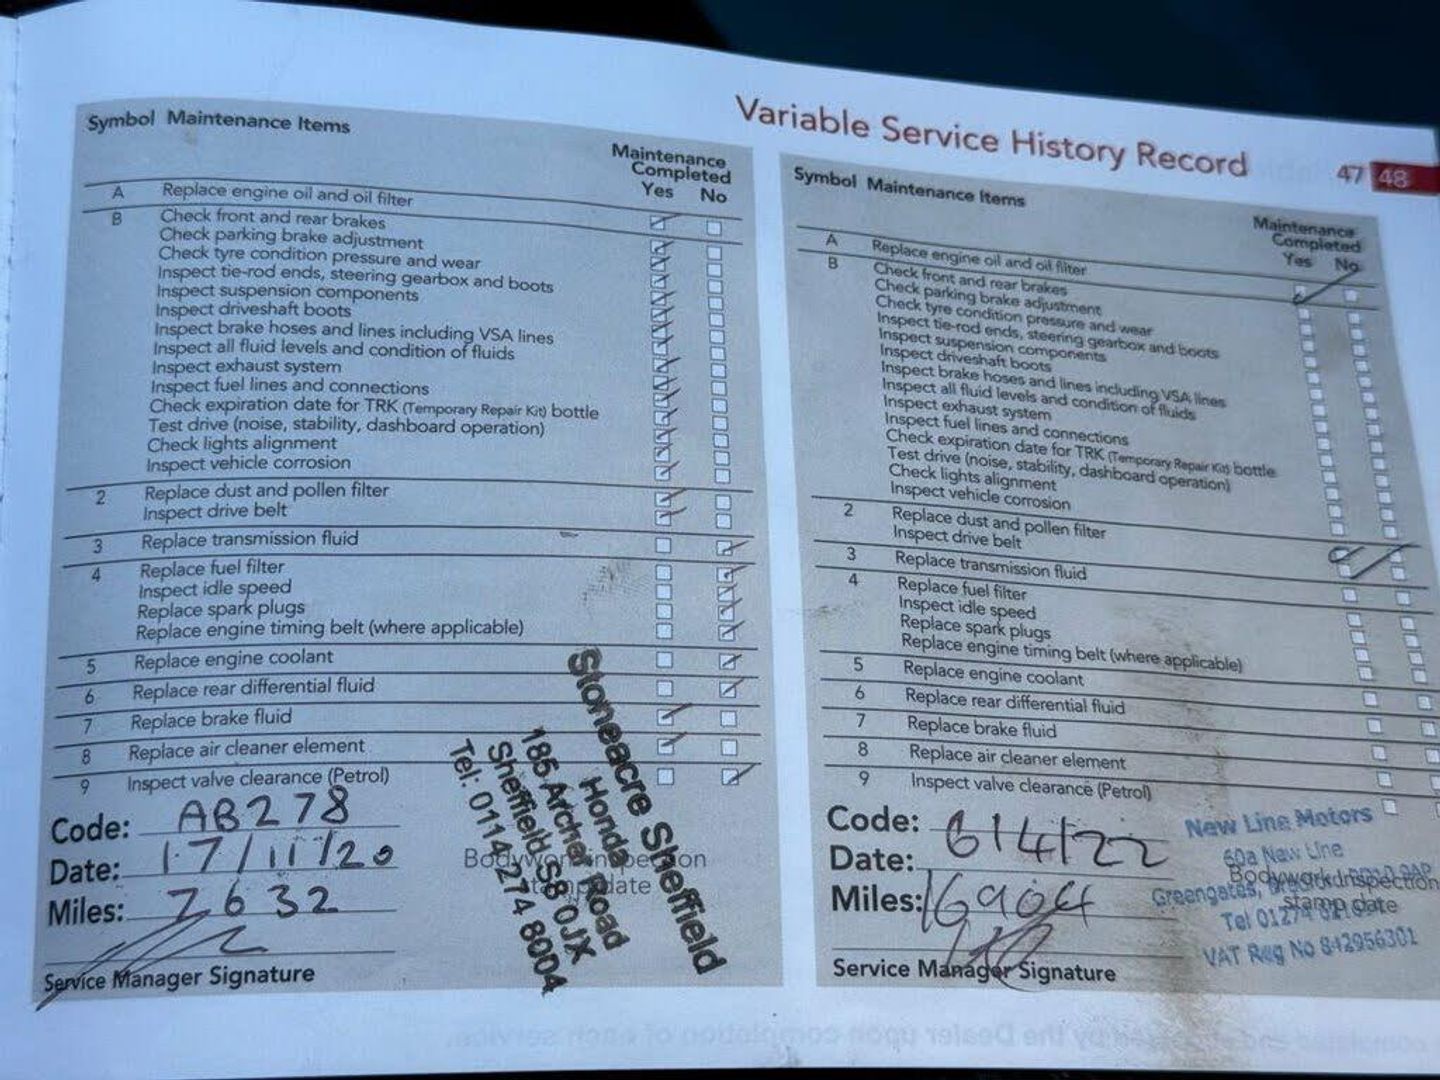 Variable Service History Record
47 48
Symbol Maintenance Items
Maintenance
Completed
Yes No
A Replace engine oil and oil filter
B Check front and rear brakes
Check parking brake adjustment
Check tyre condition pressure and wear
Inspect tie-rod ends, steering gearbox and boots
Inspect suspension components
Inspect driveshaft boots
Inspect brake hoses and lines including VSA lines
Inspect all fluid levels and condition of fluids
Inspect exhaust system
Inspect fuel lines and connections
Check expiration date for TRK (Temporary Repair Kit) bottle
Test drive (noise, stability, dashboard operation)
Check lights alignment
Inspect vehicle corrosion
2 Replace dust and pollen filter
Inspect drive belt
3 Replace transmission fluid
4 Replace fuel filter
Inspect idle speed
Replace spark plugs
Replace engine timing belt (where applicable)
5 Replace engine coolant
6 Replace rear differential fluid
7 Replace brake fluid
8 Replace air cleaner element
9 Inspect valve clearance (Petrol)
Code: AB278
Date: 17/11/20
Miles: 7632
Service Manager Signature
Bodywork inspection
stamp date
Stoneacre Sheffield
Honda
185 Archer Road
Sheffield S8 0JX
Tel: 0114 274 8004
Symbol Maintenance Items
Maintenance
Completed
Yes No
A Replace engine oil and oil filter
B Check front and rear brakes
Check parking brake adjustment
Check tyre condition pressure and wear
Inspect tie-rod ends, steering gearbox and boots
Inspect suspension components
Inspect driveshaft boots
Inspect brake hoses and lines including VSA lines
Inspect all fluid levels and condition of fluids
Inspect exhaust system
Inspect fuel lines and connections
Check expiration date for TRK (Temporary Repair Kit) bottle
Test drive (noise, stability, dashboard operation)
Check lights alignment
Inspect vehicle corrosion
2 Replace dust and pollen filter
Inspect drive belt
3 Replace transmission fluid
4 Replace fuel filter
Inspect idle speed
Replace spark plugs
Replace engine timing belt (where applicable)
5 Replace engine coolant
6 Replace rear differential fluid
7 Replace brake fluid
8 Replace air cleaner element
9 Inspect valve clearance (Petrol)
Code:
Date: 6/4/22
Miles: 16904
Service Manager Signature
New Line Motors
60a New Line
Greengates,
Tel 01274
VAT Reg No 842956301
Bodywork Inspection
stamp date
completed and by the Dealer upon completion of each service.